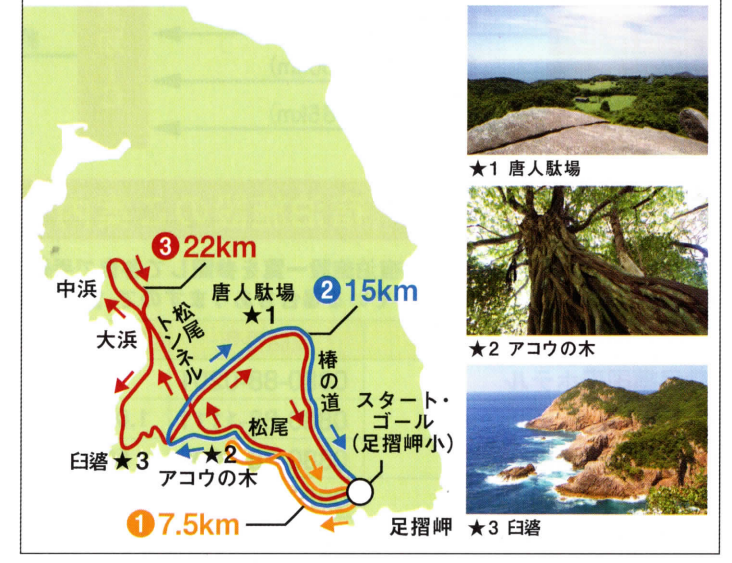 ❸22km
中浜
唐人駄場
★1
❷15km
大浜
松尾
トンネル
椿の道
スタート・
ゴール
（足摺岬小）
松尾
臼碆★3
★2
アコウの木
❶7.5km
足摺岬
★1 唐人駄場
★2 アコウの木
★3 臼碆